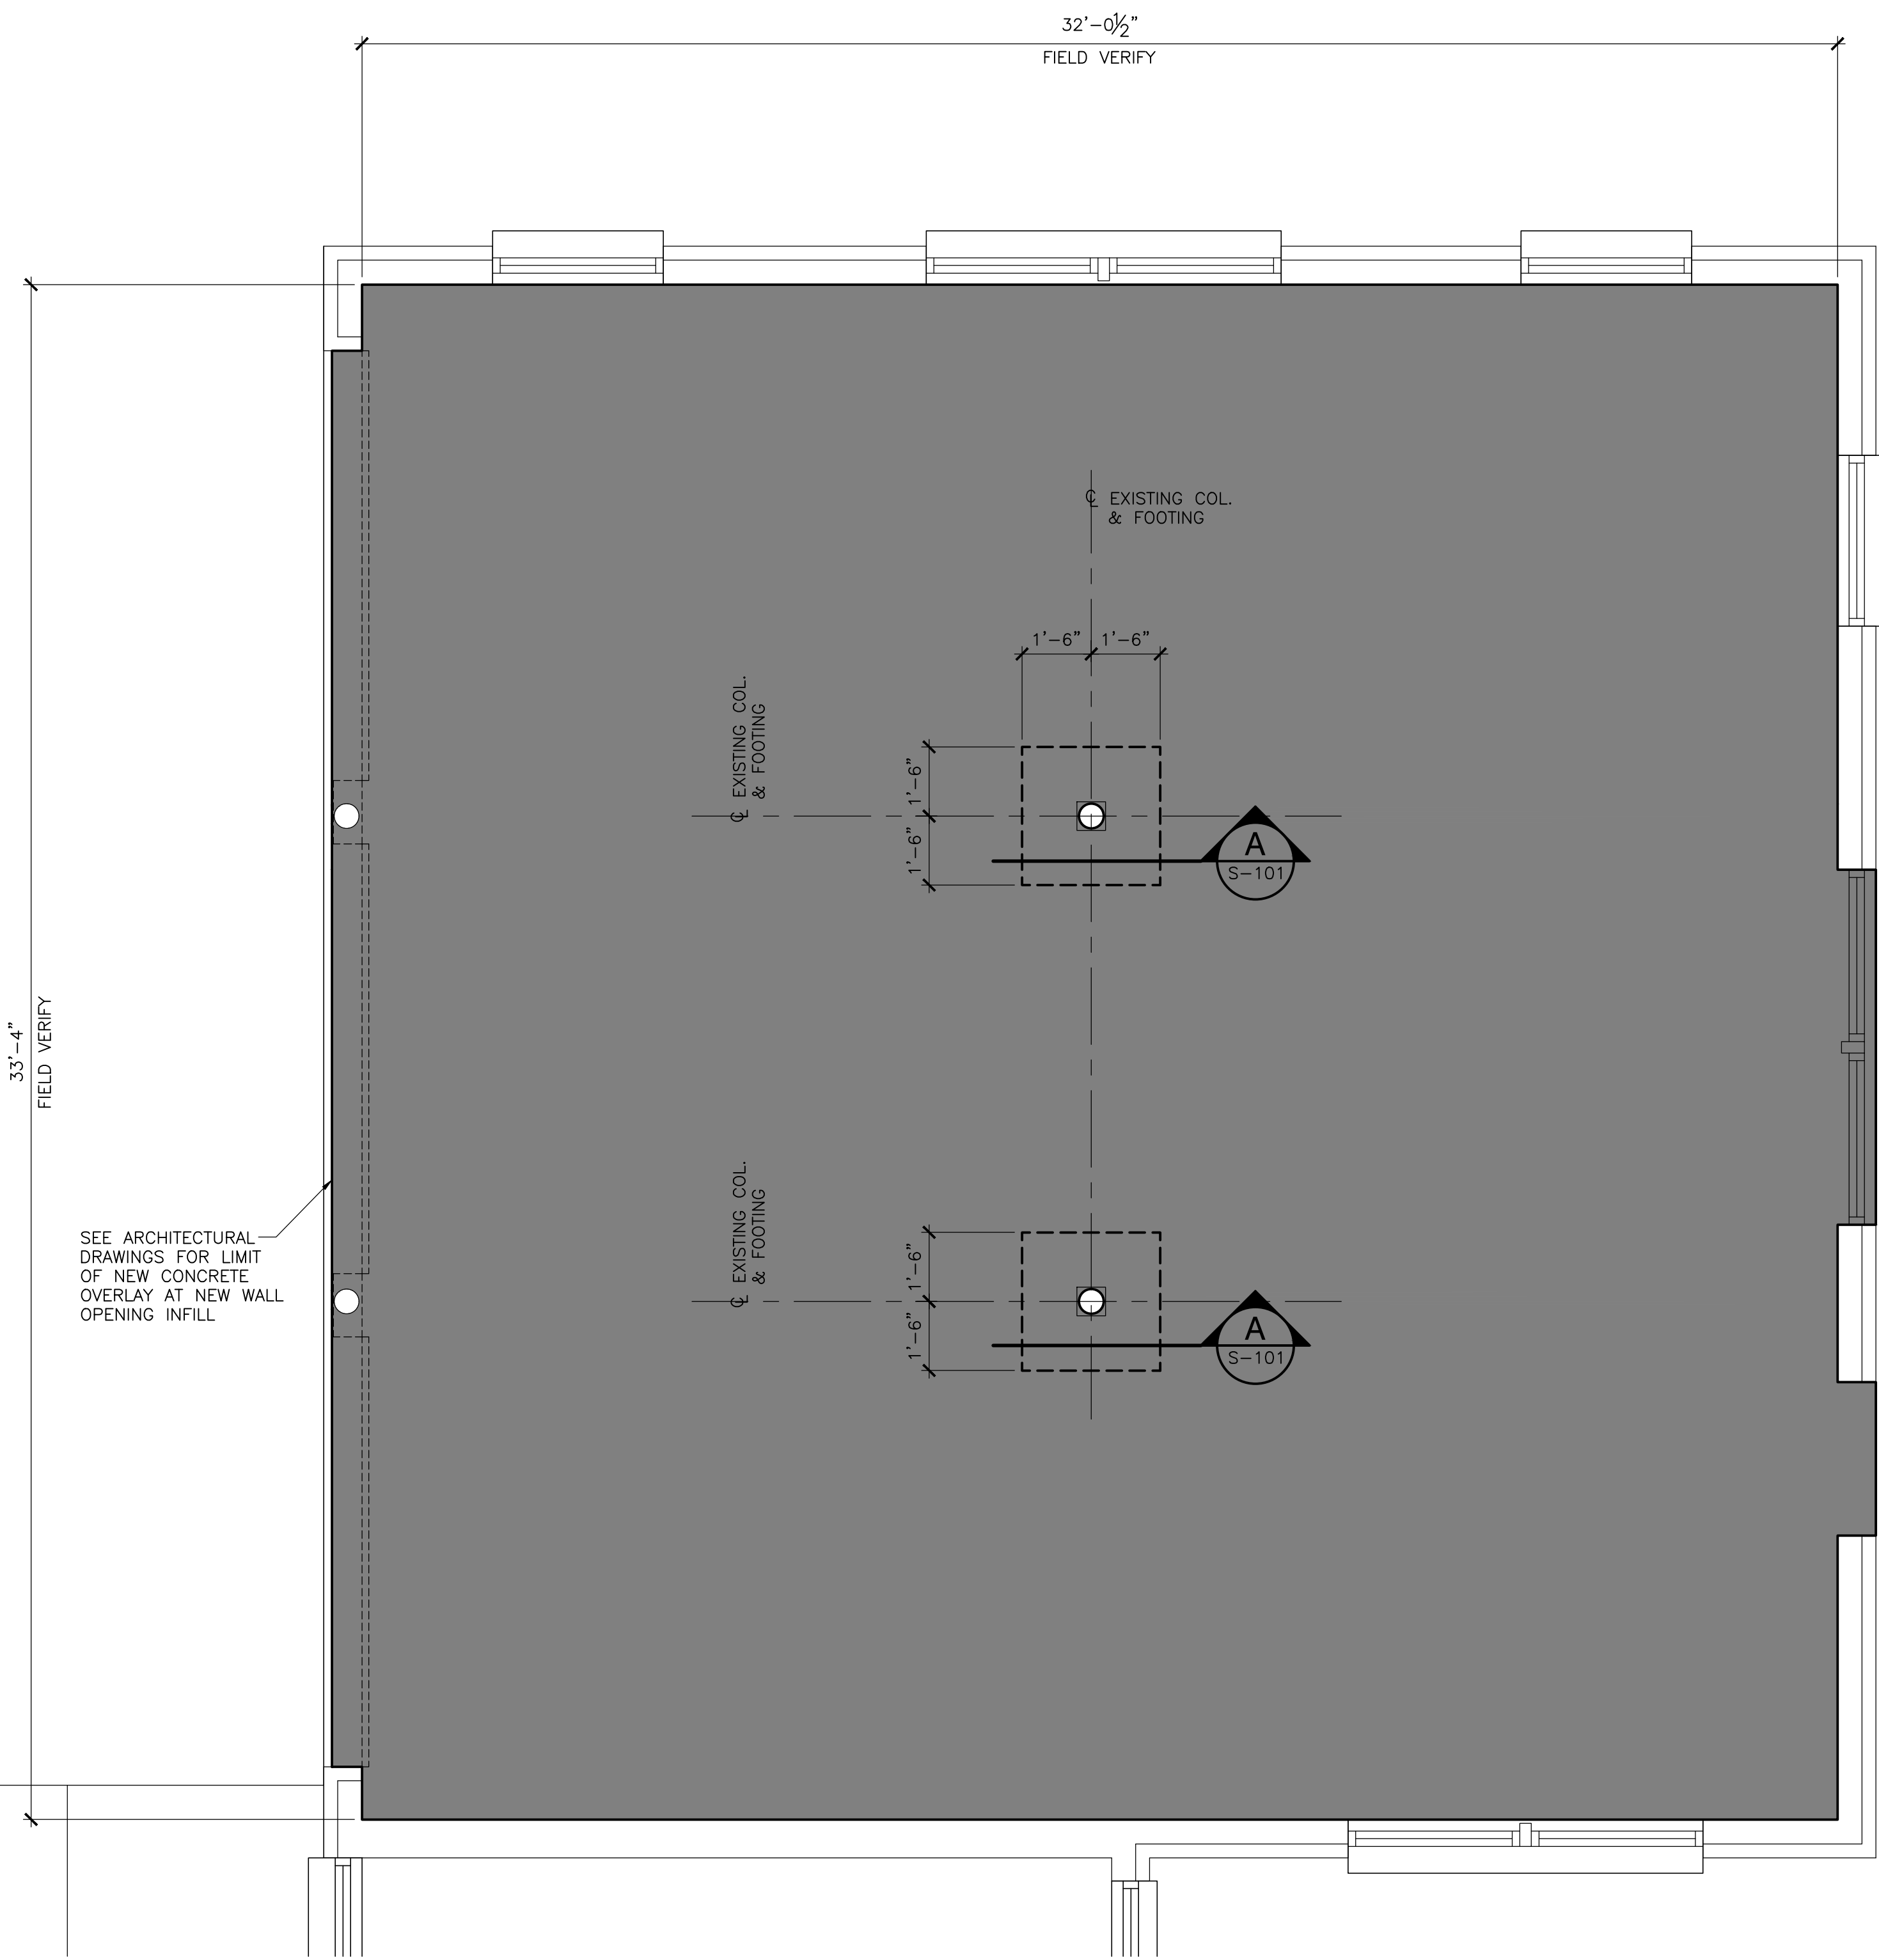 32'-0½"
FIELD VERIFY
℄ EXISTING COL.
& FOOTING
1'-6" 1'-6"
℄ EXISTING COL.
& FOOTING
1'-6"
1'-6"
A
S-101
33'-4"
FIELD VERIFY
℄ EXISTING COL.
& FOOTING
1'-6"
1'-6"
A
S-101
SEE ARCHITECTURAL
DRAWINGS FOR LIMIT
OF NEW CONCRETE
OVERLAY AT NEW WALL
OPENING INFILL